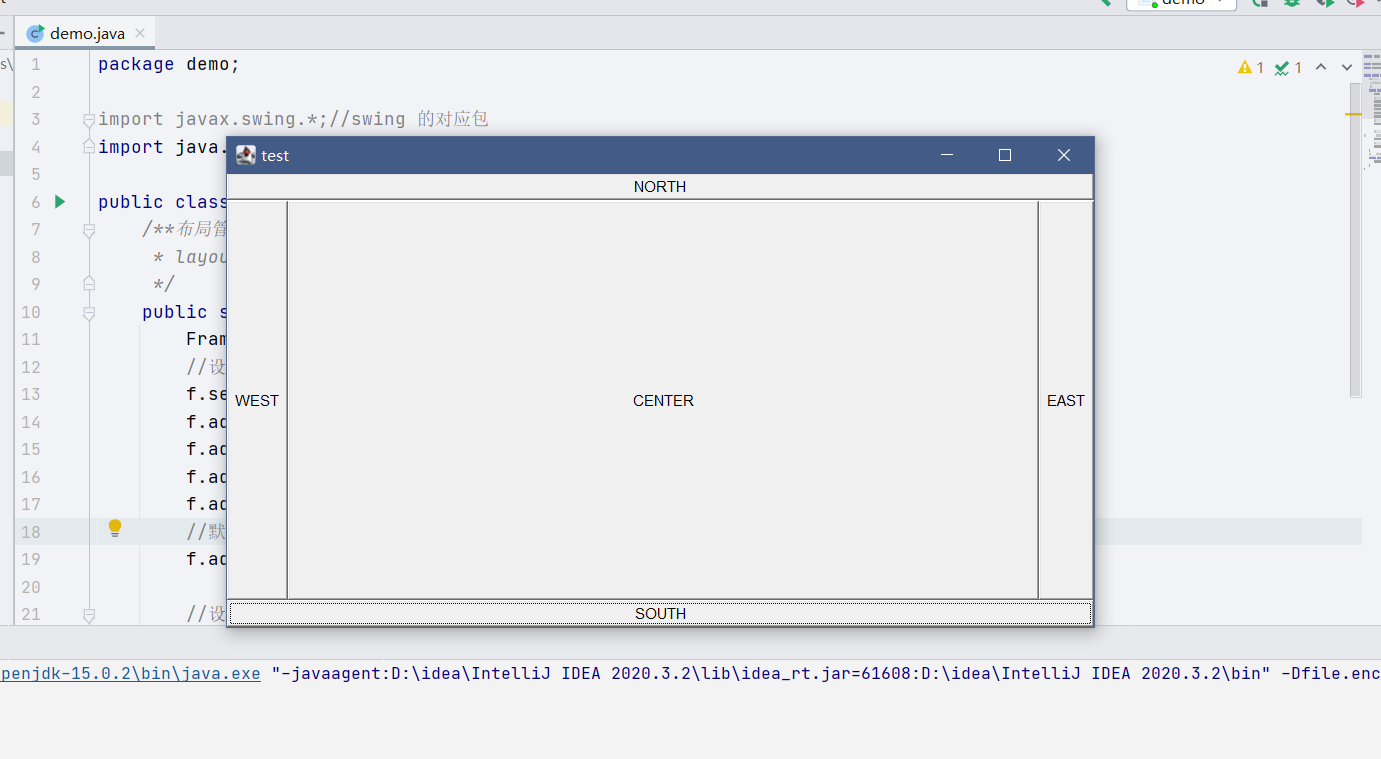 demo
demo.java
1 package demo;
2
3 import javax.swing.*;//swing 的对应包
4 import java.
5
6 public class
7 /**布局管
8 * layou
9 */
10 public s
11 Fram
12 //设
13 f.se
14 f.ad
15 f.ad
16 f.ad
17 f.ad
18 //默
19 f.ad
20
21 //设
1 1
test
NORTH
WEST
CENTER
EAST
SOUTH
penjdk-15.0.2\bin\java.exe "-javaagent:D:\idea\IntelliJ IDEA 2020.3.2\lib\idea_rt.jar=61608:D:\idea\IntelliJ IDEA 2020.3.2\bin" -Dfile.enc